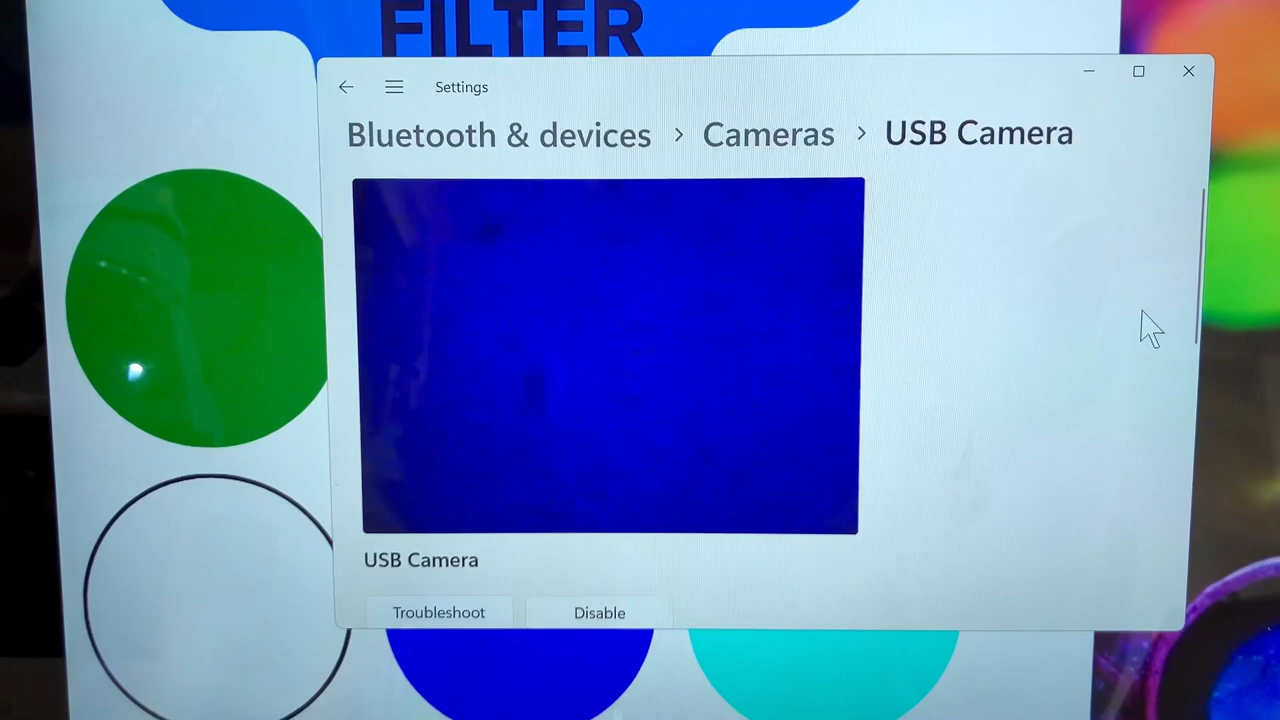 FILTER
Settings
Bluetooth & devices > Cameras > USB Camera
USB Camera
Troubleshoot Disable